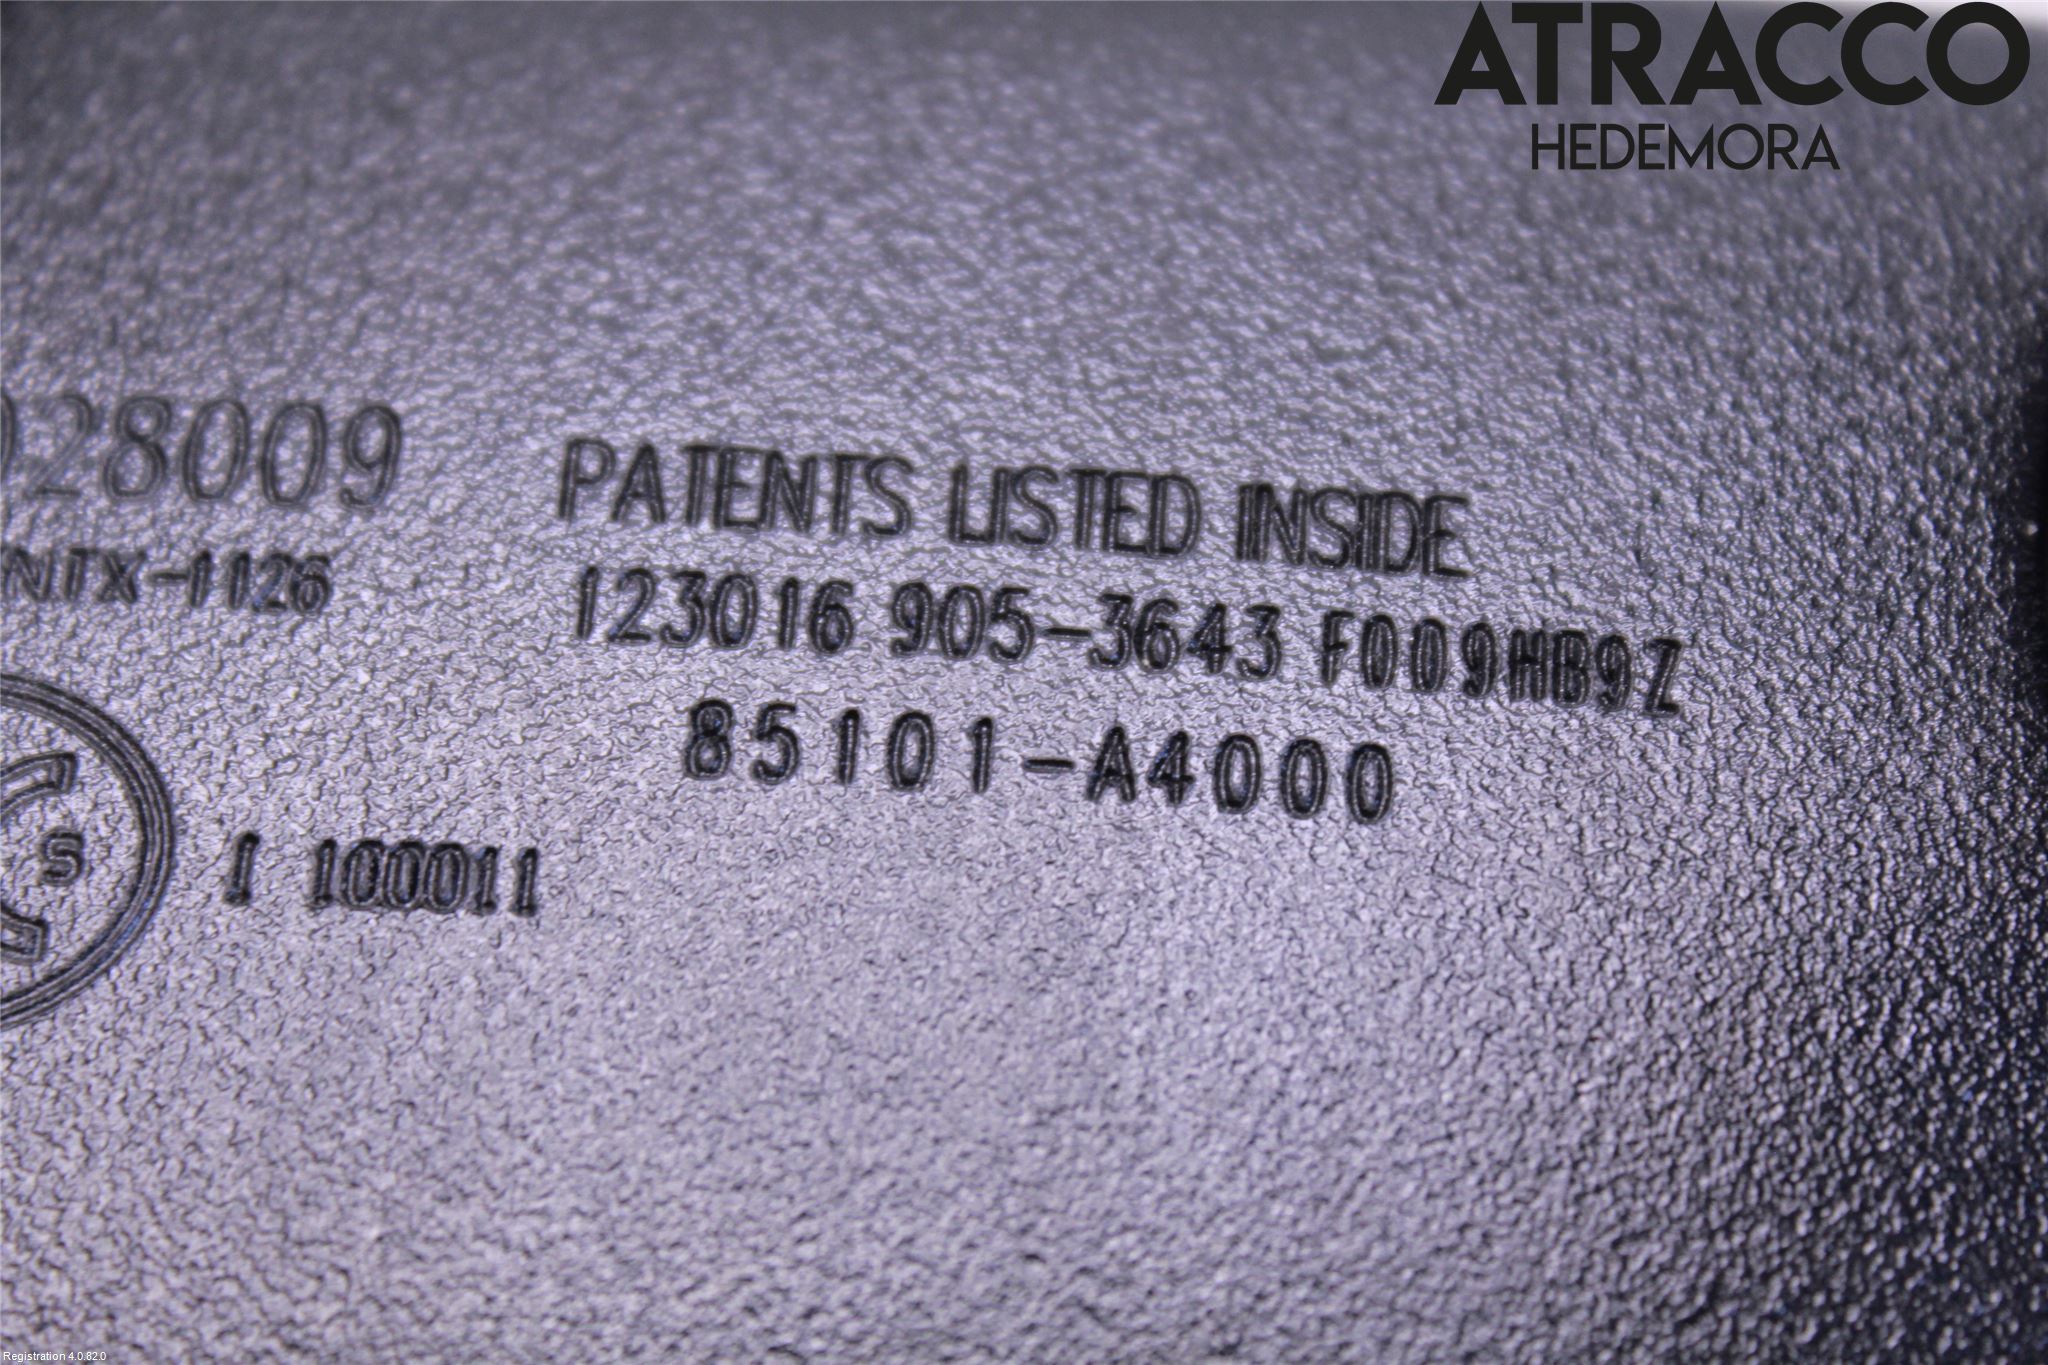 ATRACCO
HEDEMORA
28009
NTX-1126
PATENTS LISTED INSIDE
123016 905-3643 F009HB9Z
85101-A4000
S
I 100011
Registration 4.0.82.0